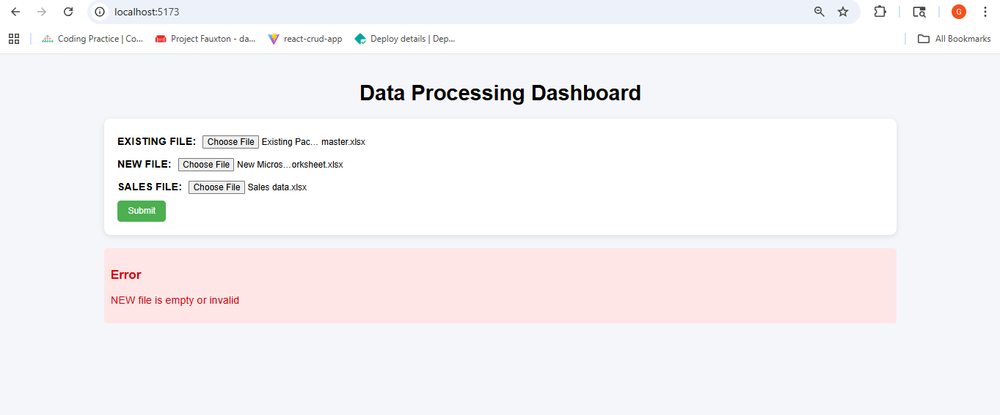 localhost:5173
G
Coding Practice | Co...
Project Fauxton - da...
react-crud-app
Deploy details | Dep...
All Bookmarks
Data Processing Dashboard
EXISTING FILE: Choose File Existing Pac... master.xlsx
NEW FILE: Choose File New Micros...orksheet.xlsx
SALES FILE: Choose File Sales data.xlsx
Submit
Error
NEW file is empty or invalid